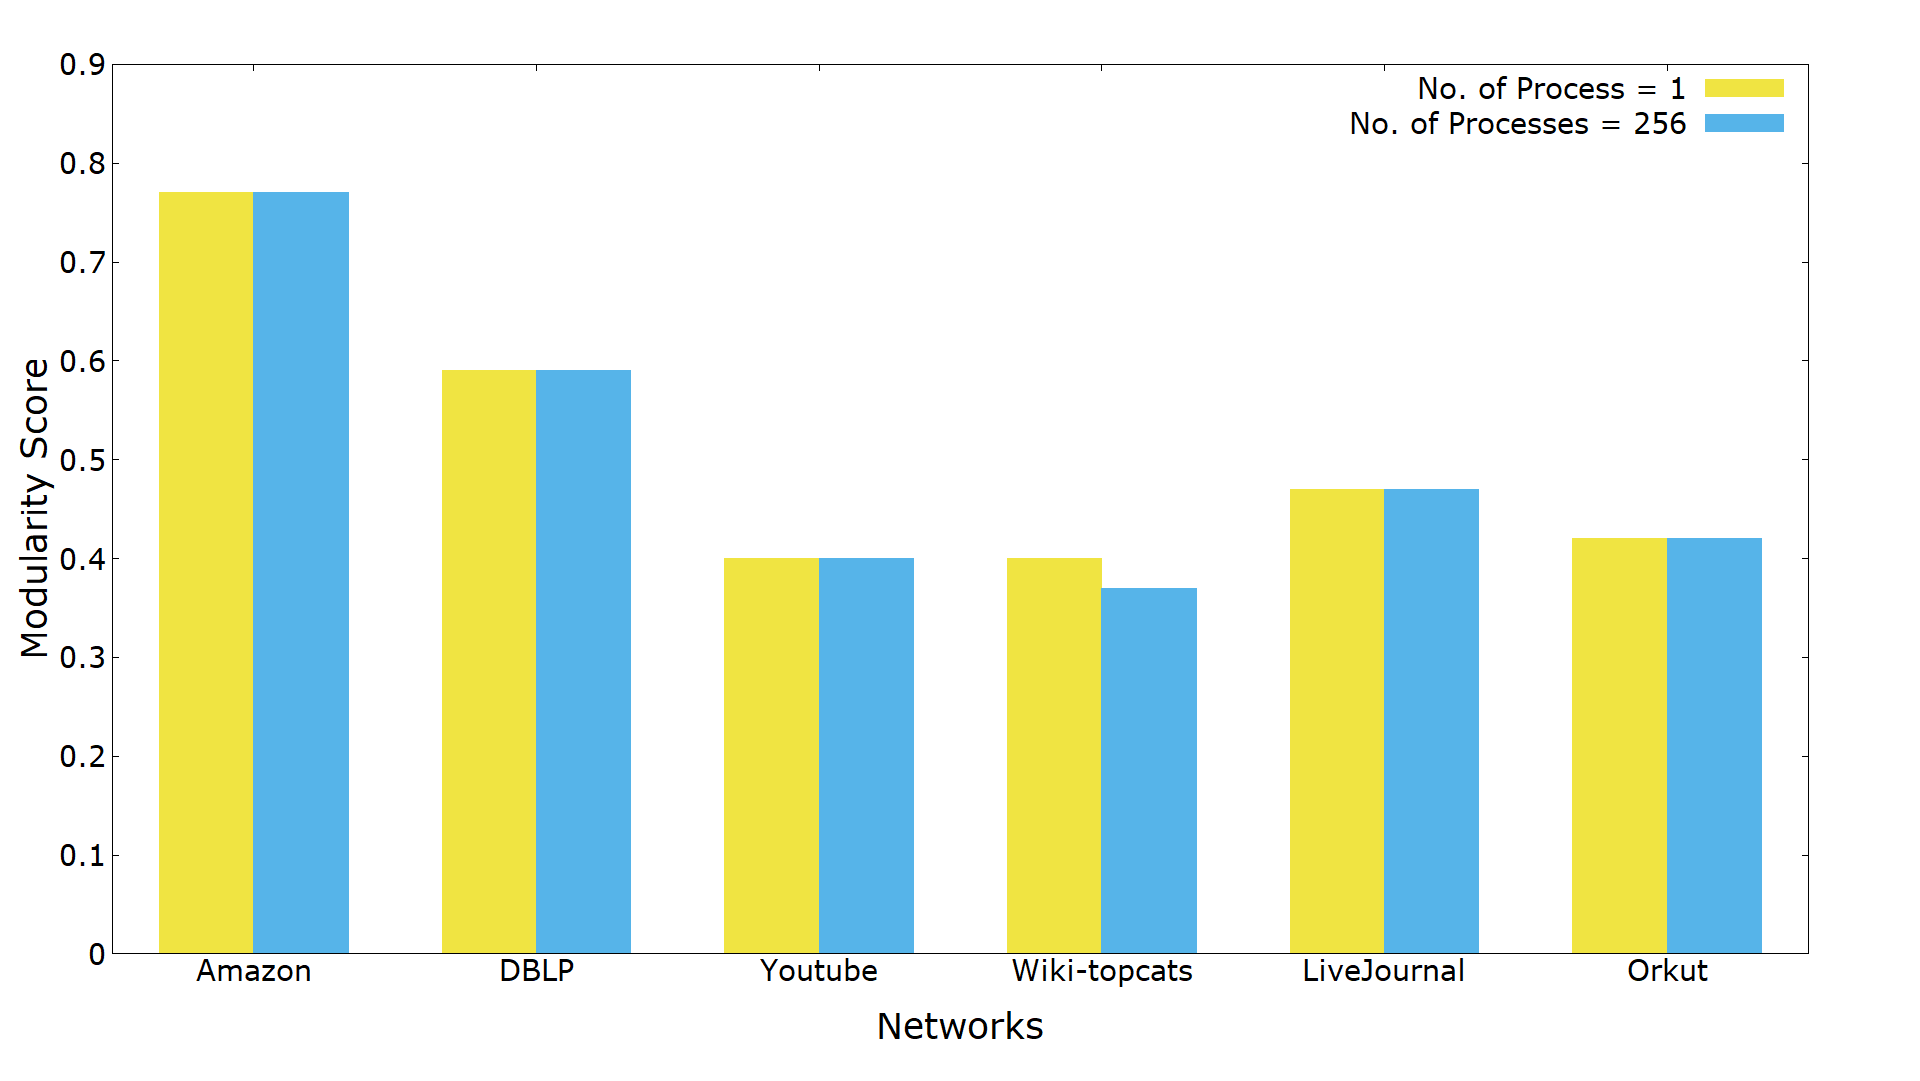 No. of Process = 1
No. of Processes = 256
0.9
0.8
0.7
0.6
0.5
0.4
0.3
0.2
0.1
0
Modularity Score
Amazon DBLP Youtube Wiki-topcats LiveJournal Orkut
Networks